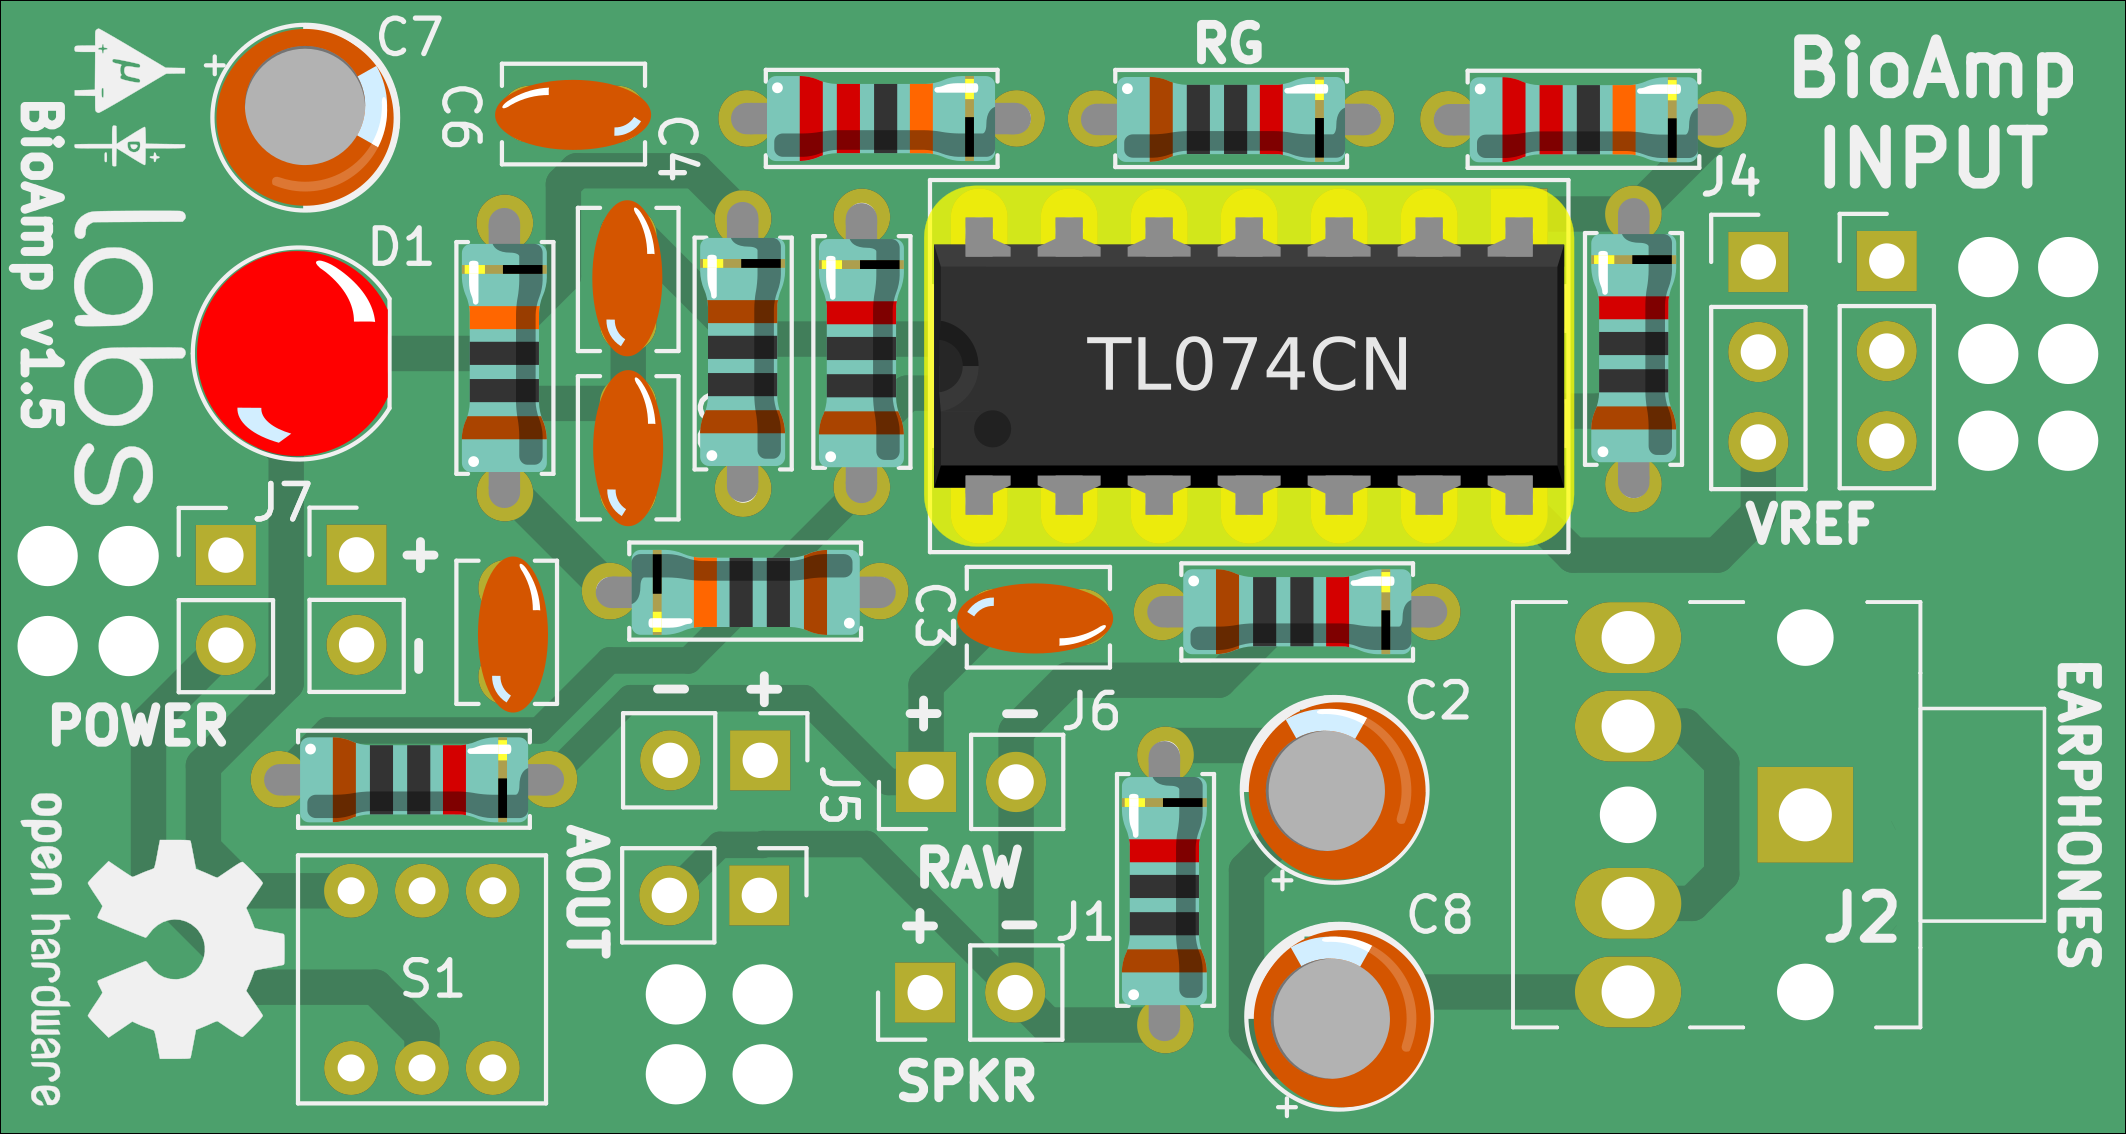 C7
RG
BioAmp
INPUT
C6
C4
J4
μ
D
BioAmp v1.5
labs
D1
TL074CN
J7
+
-
VREF
C3
POWER
- +
+ -
J6
C2
J5
AOUT
RAW
+ -
J1
C8
J2
EARPHONES
open hardware
S1
SPKR